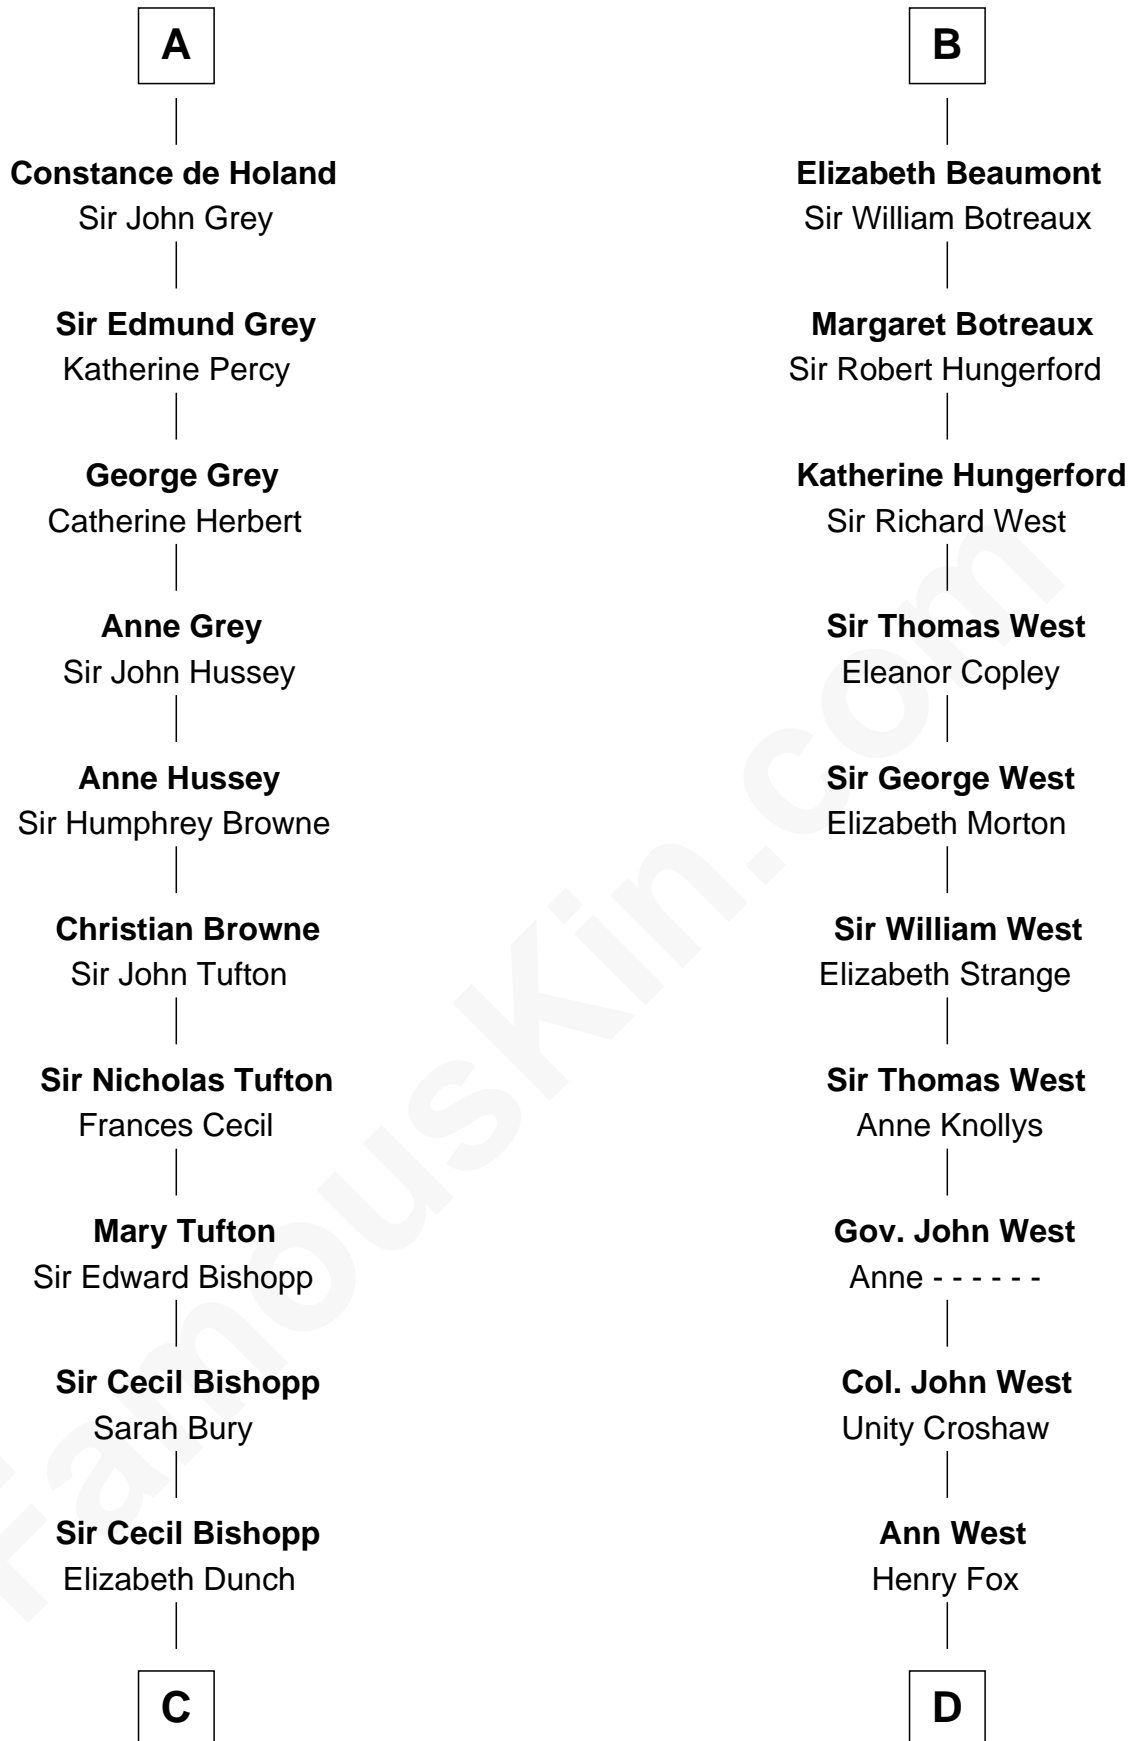 A
Constance de Holand
Sir John Grey
Sir Edmund Grey
Katherine Percy
George Grey
Catherine Herbert
Anne Grey
Sir John Hussey
Anne Hussey
Sir Humphrey Browne
Christian Browne
Sir John Tufton
Sir Nicholas Tufton
Frances Cecil
Mary Tufton
Sir Edward Bishopp
Sir Cecil Bishopp
Sarah Bury
Sir Cecil Bishopp
Elizabeth Dunch
C
B
Elizabeth Beaumont
Sir William Botreaux
Margaret Botreaux
Sir Robert Hungerford
Katherine Hungerford
Sir Richard West
Sir Thomas West
Eleanor Copley
Sir George West
Elizabeth Morton
Sir William West
Elizabeth Strange
Sir Thomas West
Anne Knollys
Gov. John West
Anne - - - - - -
Col. John West
Unity Croshaw
Ann West
Henry Fox
D
FamousKin.com